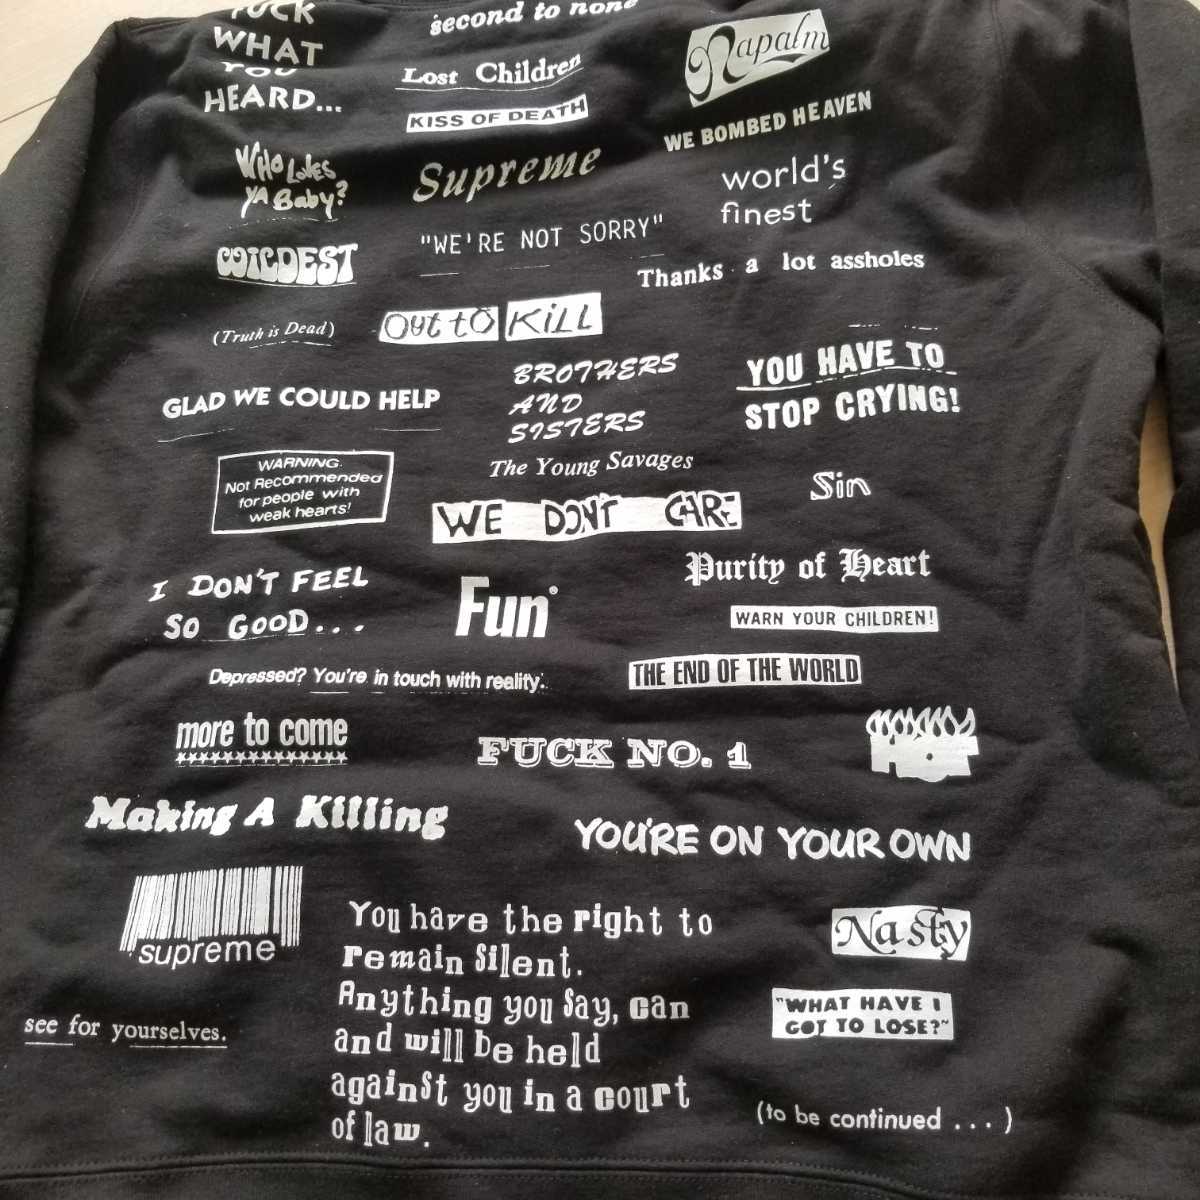 FUCK
WHAT
YOU
HEARD...
second to none
Napalm
Lost Children
KISS OF DEATH
WE BOMBED HEAVEN
WHO LOVES
YA BABY?
Supreme
world's
finest
"WE'RE NOT SORRY"
WILDEST
Thanks a lot assholes
(Truth is Dead)
OUT TO KILL
BROTHERS
AND
SISTERS
YOU HAVE TO
STOP CRYING!
GLAD WE COULD HELP
WARNING.
Not Recommended
for people with
weak hearts!
The Young Savages
Sin
WE DON'T CARE
Purity of Heart
I DON'T FEEL
SO GOOD...
Fun
WARN YOUR CHILDREN!
Depressed? You're in touch with reality.
THE END OF THE WORLD
more to come
FUCK NO. 1
HOT
Making A Killing
YOU'RE ON YOUR OWN
supreme
You have the right to
remain Silent.
Anything you Say, can
and will be held
against you in a court
of law.
Nasty
"WHAT HAVE I
GOT TO LOSE?"
see for yourselves.
(to be continued . . . )